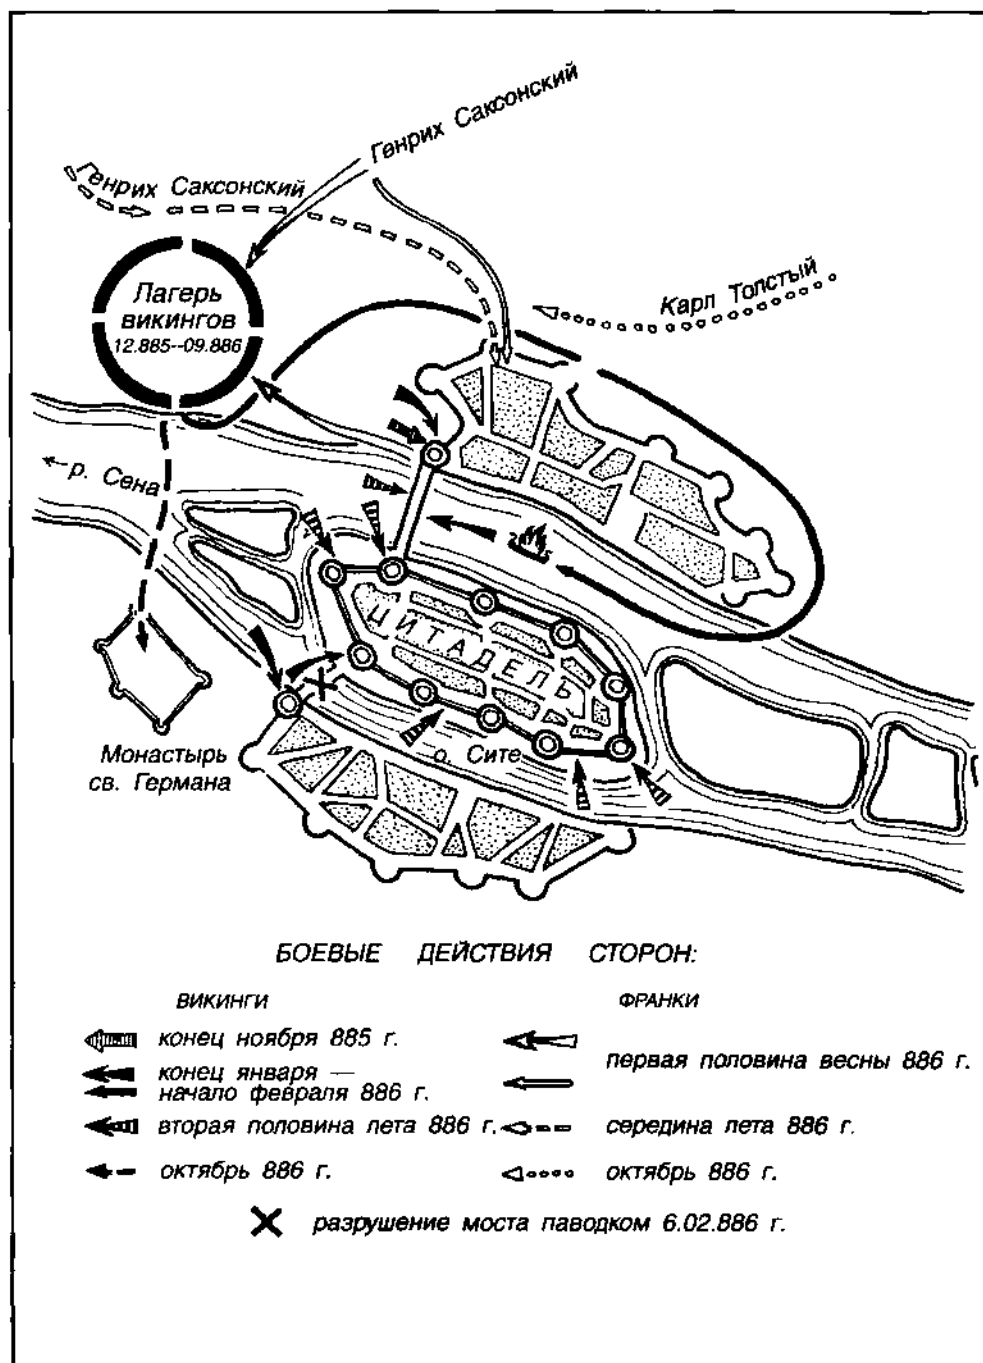 Генрих Саксонский
Генрих Саксонский
Карл Толстый
Лагерь
викингов
12.885--09.886
р. Сена
ЦИТАДЕЛЬ
о. Сите
Монастырь
св. Германа
БОЕВЫЕ ДЕЙСТВИЯ СТОРОН:
ВИКИНГИ
конец ноября 885 г.
конец января —
начало февраля 886 г.
вторая половина лета 886 г.
октябрь 886 г.
ФРАНКИ
первая половина весны 886 г.
середина лета 886 г.
октябрь 886 г.
разрушение моста паводком 6.02.886 г.